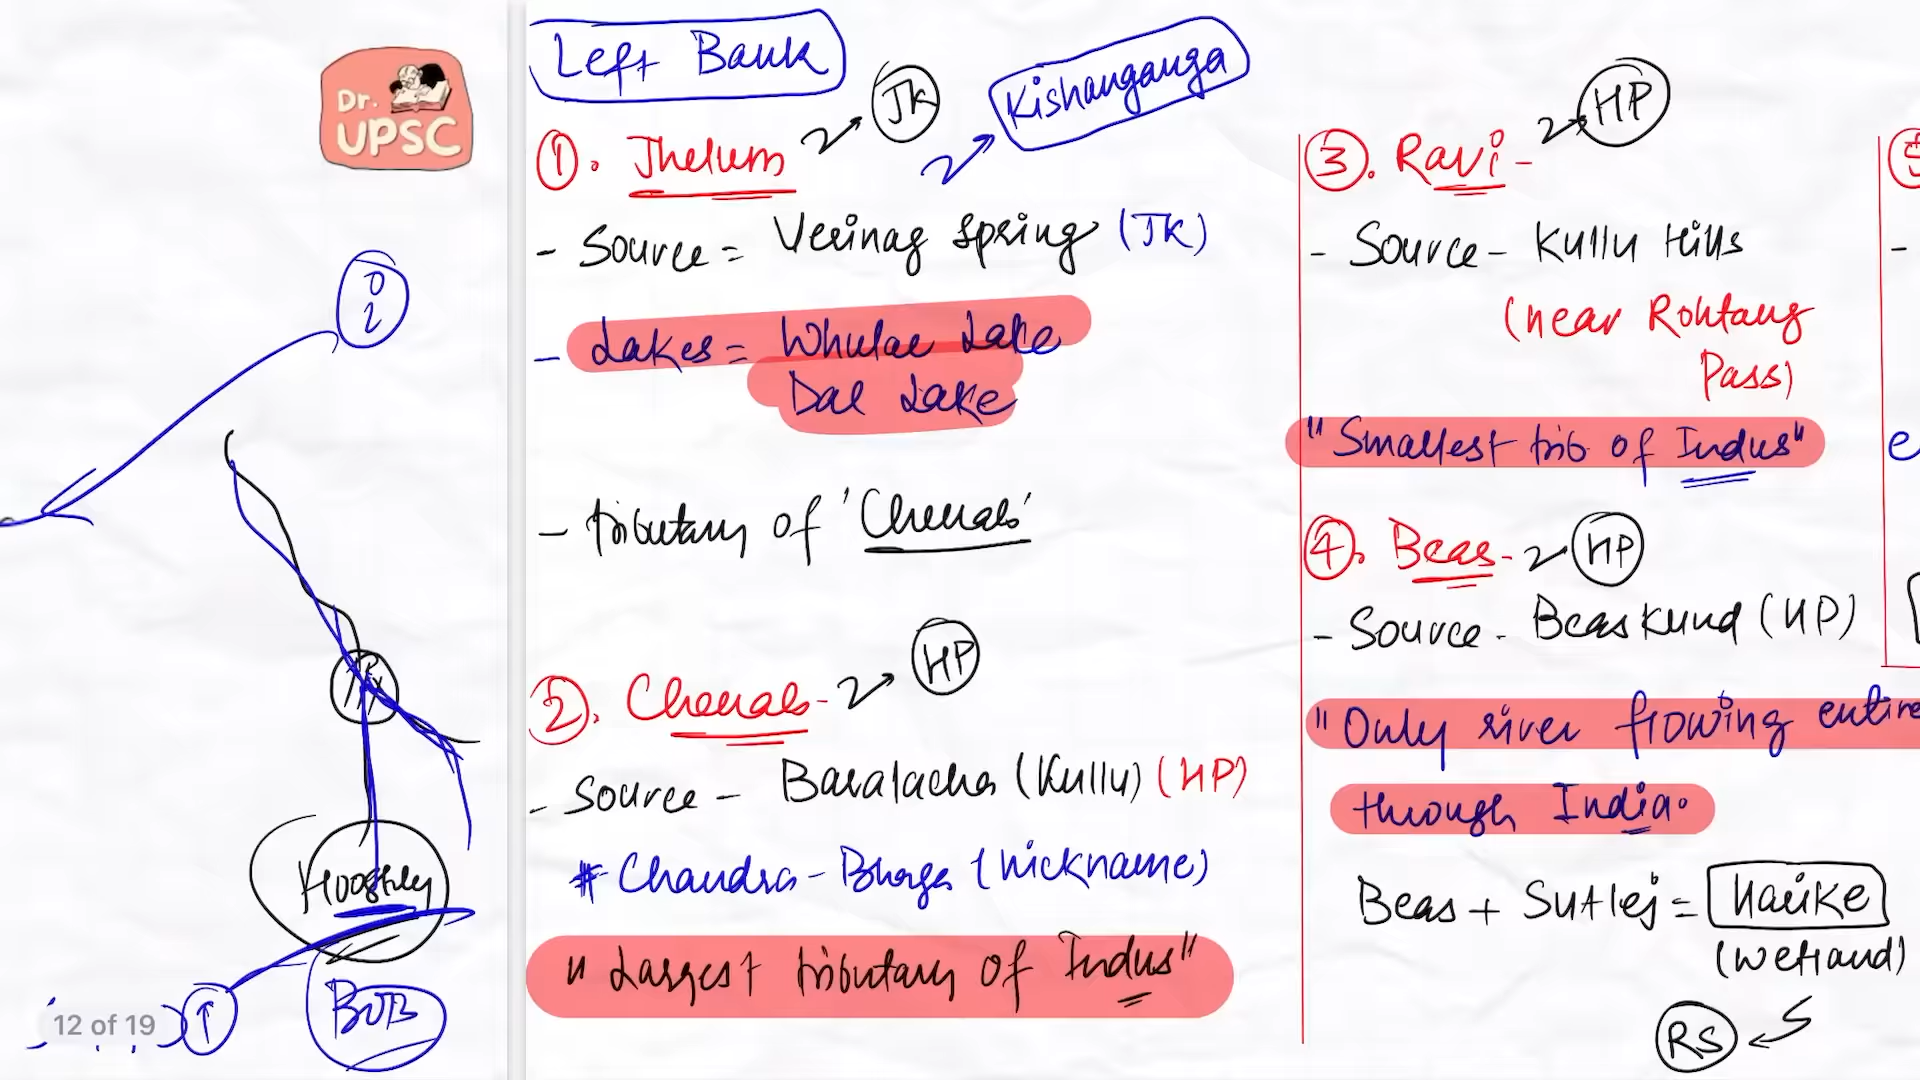 Dr.
UPSC
0
2
Hooghly
BOB
↑
12 of 19
Left Bank
①. Jhelum → JK
→ Kishanganga
- Source = Verinag Spring (JK)
- Lakes = Whular Lake
Dal Lake
- tributary of 'Chenab'
②. Chenab - → HP
- Source - Baralacha (Kullu) (HP)
# Chandra - Bhaga (nickname)
"Largest tributary of Indus"
③. Ravi - → HP
- Source - Kullu Hills
(near Rohtang
Pass)
"Smallest trib of Indus"
④. Beas - → HP
- Source - Beas Kund (HP)
"Only river flowing entire
through India.
Beas + Sutlej = Harike
(wetland)
RS